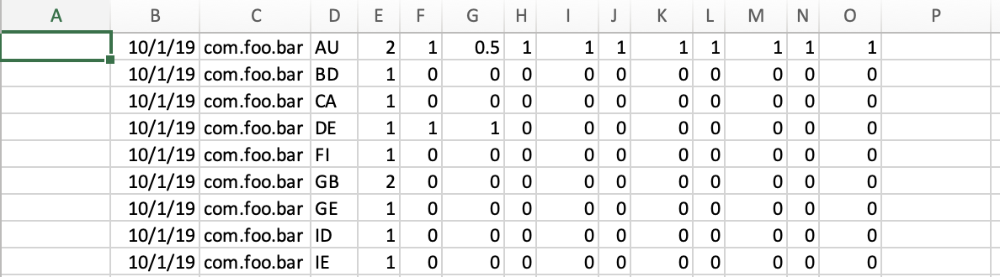 A B C D E F G H I J K L M N O P
10/1/19 com.foo.bar AU 2 1 0.5 1 1 1 1 1 1 1 1
10/1/19 com.foo.bar BD 1 0 0 0 0 0 0 0 0 0 0
10/1/19 com.foo.bar CA 1 0 0 0 0 0 0 0 0 0 0
10/1/19 com.foo.bar DE 1 1 1 0 0 0 0 0 0 0 0
10/1/19 com.foo.bar FI 1 0 0 0 0 0 0 0 0 0 0
10/1/19 com.foo.bar GB 2 0 0 0 0 0 0 0 0 0 0
10/1/19 com.foo.bar GE 1 0 0 0 0 0 0 0 0 0 0
10/1/19 com.foo.bar ID 1 0 0 0 0 0 0 0 0 0 0
10/1/19 com.foo.bar IE 1 0 0 0 0 0 0 0 0 0 0